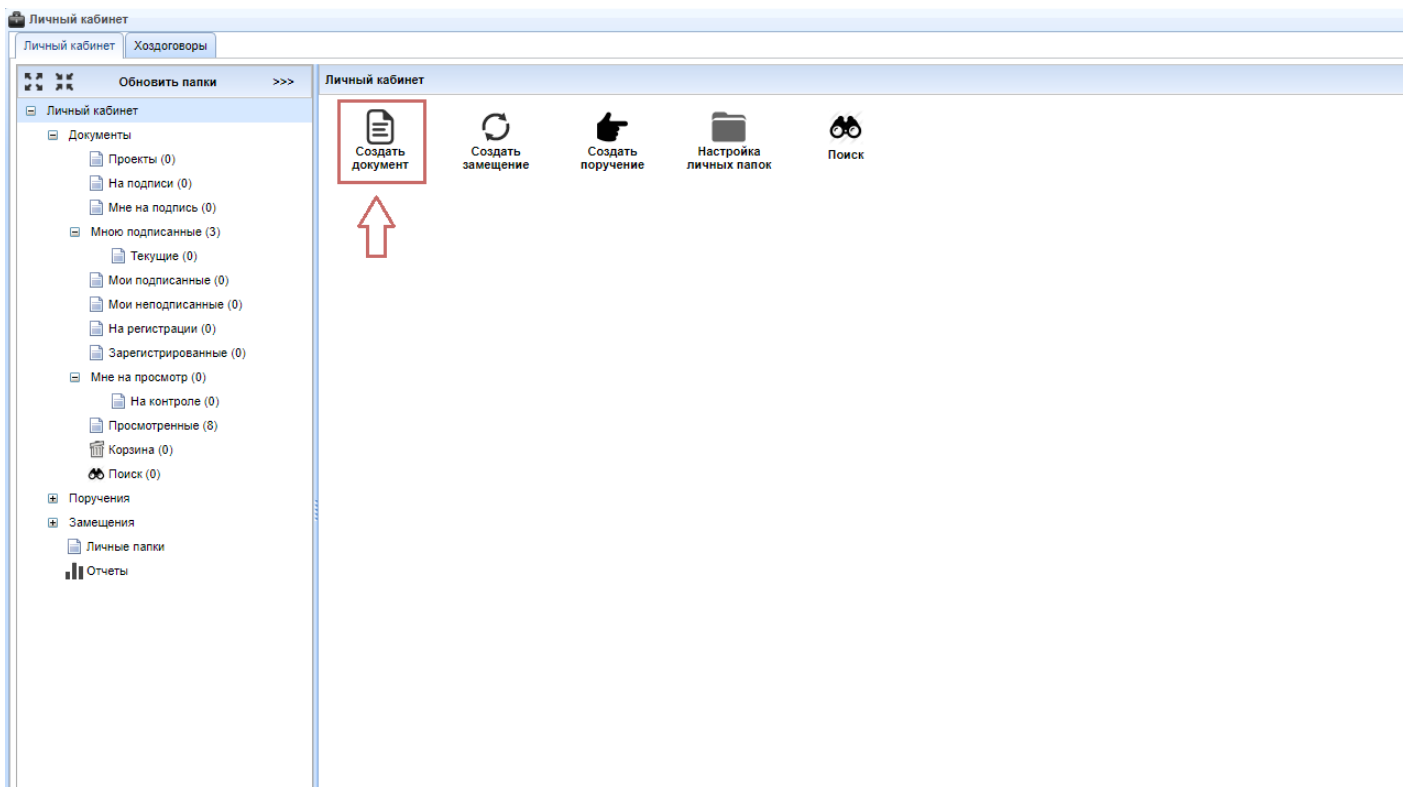 Личный кабинет
Личный кабинет Хоздоговоры
Обновить папки >>>
Личный кабинет
Документы
Проекты (0)
На подписи (0)
Мне на подпись (0)
Мною подписанные (3)
Текущие (0)
Мои подписанные (0)
Мои неподписанные (0)
На регистрации (0)
Зарегистрированные (0)
Мне на просмотр (0)
На контроле (0)
Просмотренные (8)
Корзина (0)
Поиск (0)
Поручения
Замещения
Личные папки
Отчеты
Личный кабинет
Создать
документ
Создать
замещение
Создать
поручение
Настройка
личных папок
Поиск